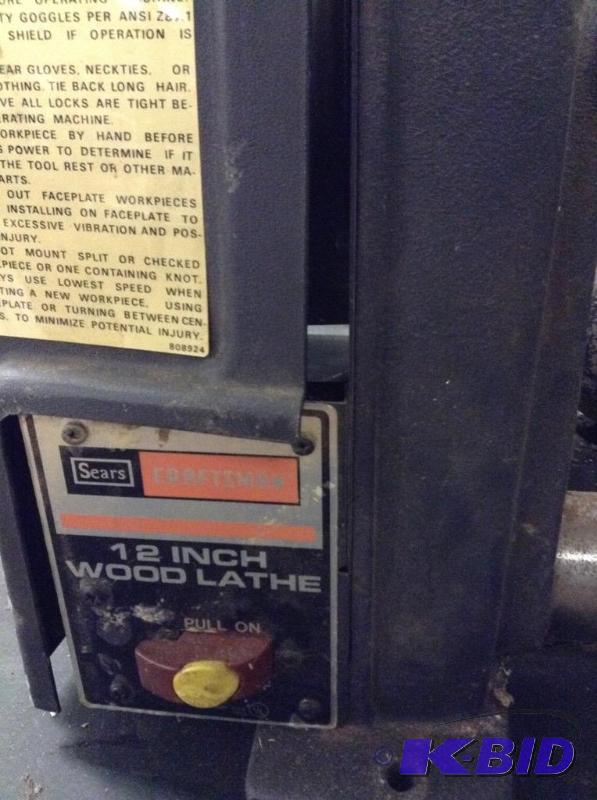 TY GOGGLES PER ANSI Z87.1
SHIELD IF OPERATION IS
EAR GLOVES, NECKTIES, OR
OTHING. TIE BACK LONG HAIR.
VE ALL LOCKS ARE TIGHT BE-
RATING MACHINE.
ORKPIECE BY HAND BEFORE
S POWER TO DETERMINE IF IT
THE TOOL REST OR OTHER MA-
ARTS.
OUT FACEPLATE WORKPIECES
INSTALLING ON FACEPLATE TO
EXCESSIVE VIBRATION AND POS-
NJURY.
OT MOUNT SPLIT OR CHECKED
PIECE OR ONE CONTAINING KNOT.
YS USE LOWEST SPEED WHEN
TING A NEW WORKPIECE, USING
PLATE OR TURNING BETWEEN CEN-
S, TO MINIMIZE POTENTIAL INJURY.
808924
Sears CRAFTSMAN
12 INCH
WOOD LATHE
PULL ON
© K-BID